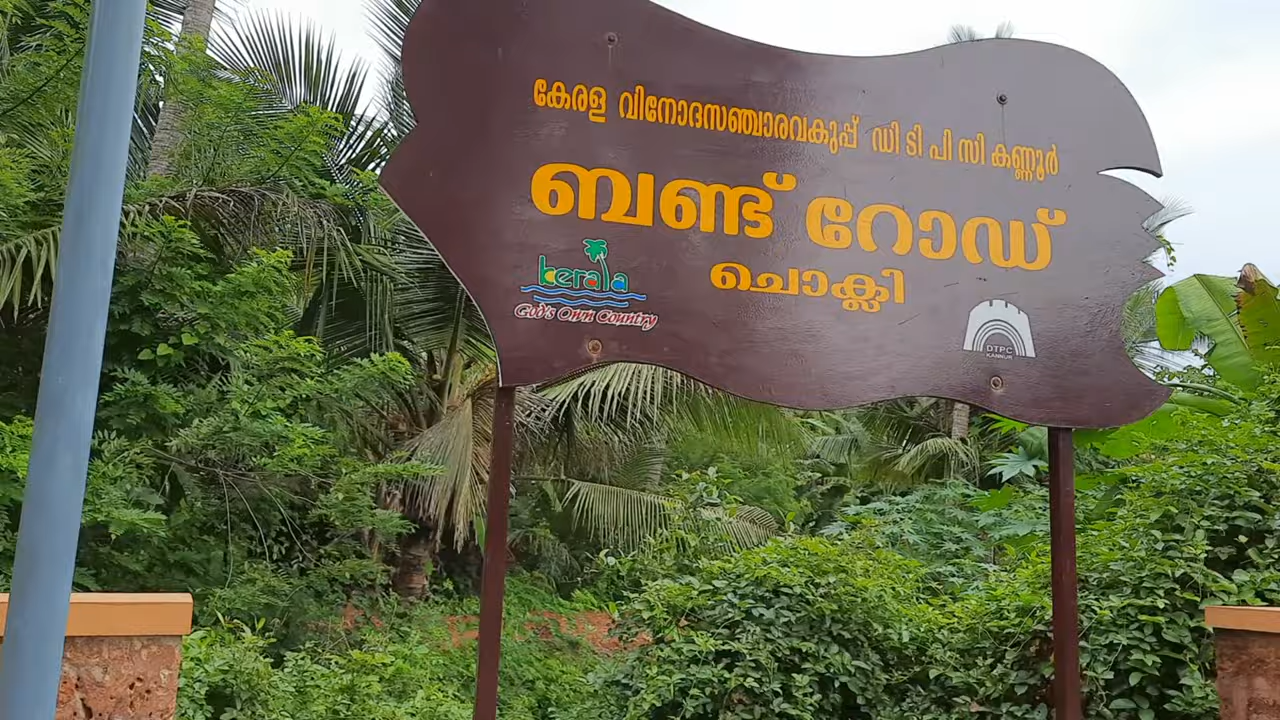 കേരള വിനോദസഞ്ചാരവകുപ്പ് ഡി ടി പി സി കണ്ണൂർ
ബണ്ട് റോഡ്
ചൊക്ലി
kerala
God's Own Country
DTPC
KANNUR